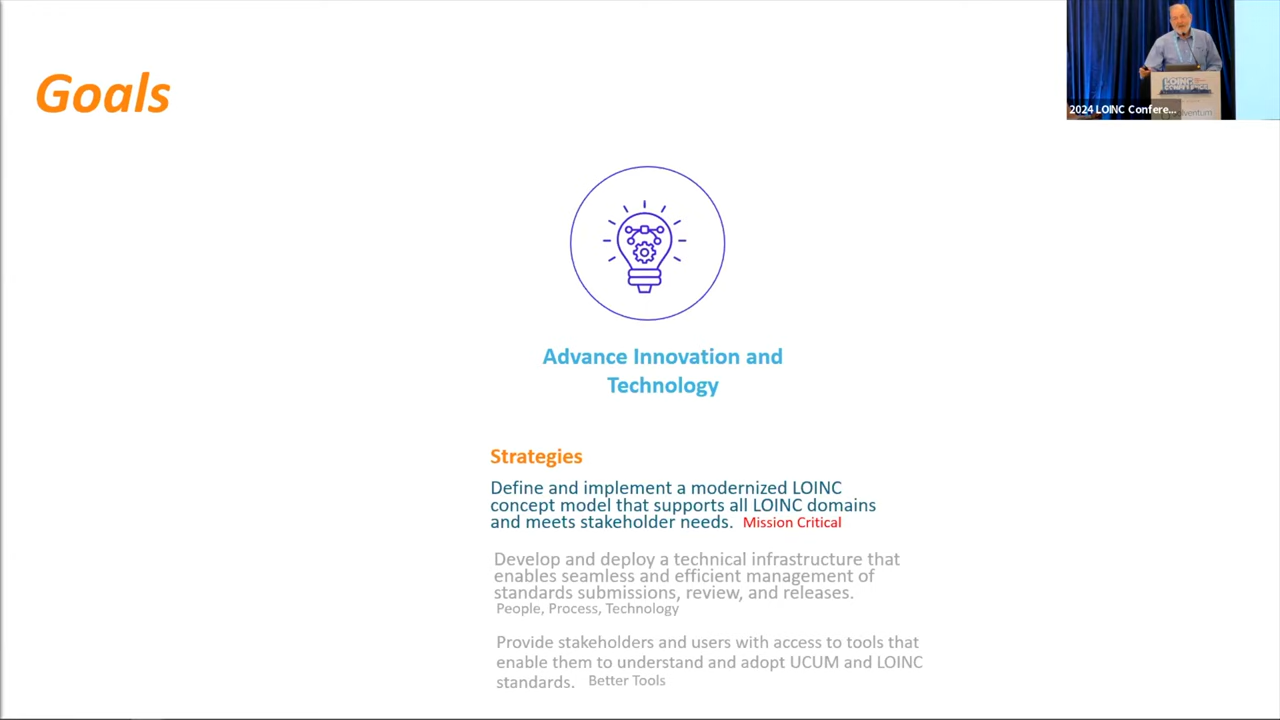 Goals
2024 LOINC Confere...
LOINC
Advance Innovation and
Technology
Strategies
Define and implement a modernized LOINC
concept model that supports all LOINC domains
and meets stakeholder needs. Mission Critical
Develop and deploy a technical infrastructure that
enables seamless and efficient management of
standards submissions, review, and releases.
People, Process, Technology
Provide stakeholders and users with access to tools that
enable them to understand and adopt UCUM and LOINC
standards. Better Tools